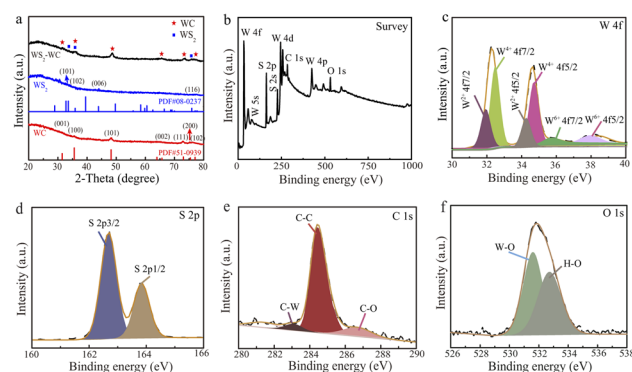 a
★ WC
■ WS2
WS2-WC
(101)
(102)
(006)
(116)
WS2
PDF#08-0237
(001)
(100)
(101)
(002)
(111)
(200)
(102)
WC
PDF#51-0939
20 30 40 50 60 70 80
2-Theta (degree)
Intensity (a.u.)
b
Survey
W 4f
W 5s
S 2p
S 2s
W 4d
C 1s
W 4p
O 1s
0 250 500 750 1000
Binding energy (eV)
Intensity (a.u.)
c
W 4f
W4+ 4f7/2
W4+ 4f5/2
W2+ 4f7/2
W2+ 4f5/2
W6+ 4f7/2
W6+ 4f5/2
30 32 34 36 38 40
Binding energy (eV)
Intensity (a.u.)
d
S 2p
S 2p3/2
S 2p1/2
160 162 164 166
Binding energy (eV)
Intensity (a.u.)
e
C 1s
C-C
C-W
C-O
280 282 284 286 288 290
Binding energy (eV)
Intensity (a.u.)
f
O 1s
W-O
H-O
526 528 530 532 534 536 538
Binding energy (eV)
Intensity (a.u.)